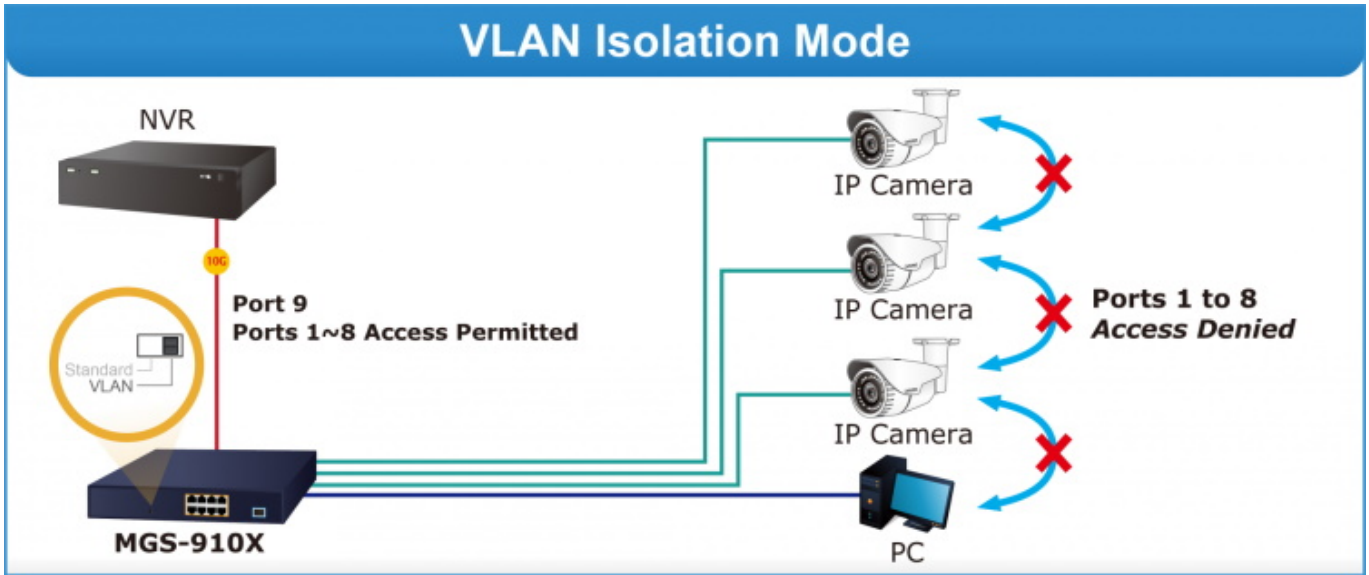 VLAN Isolation Mode
NVR
10G
Port 9
Ports 1~8 Access Permitted
Standard
VLAN
MGS-910X
IP Camera
IP Camera
IP Camera
PC
Ports 1 to 8
Access Denied